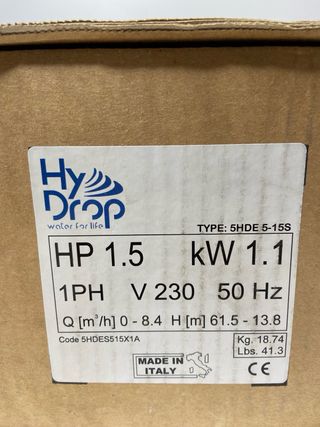 Hy
Drop
water for life
TYPE: 5HDE 5-15S
HP 1.5 kW 1.1
1PH V 230 50 Hz
Q [m³/h] 0 - 8.4 H [m] 61.5 - 13.8
Code 5HDES515X1A
Kg. 18.74
Lbs. 41.3
MADE IN
ITALY
CE